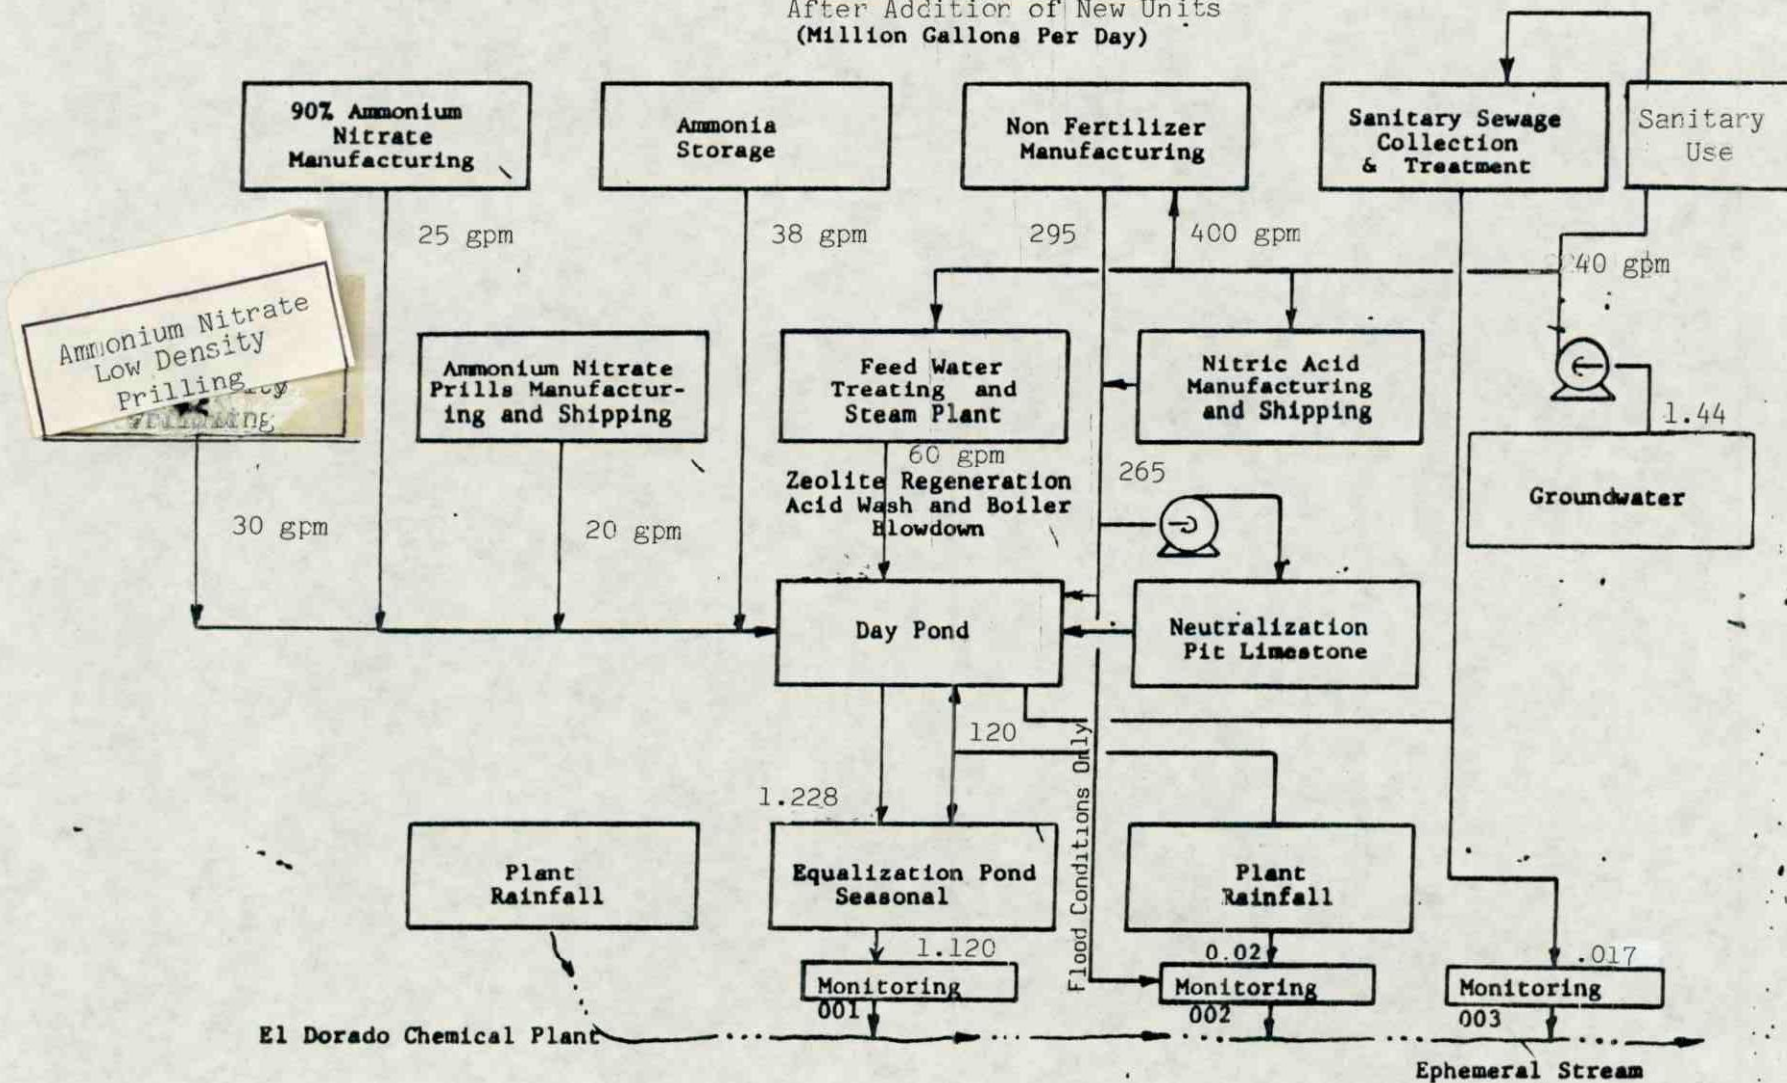 After Addition of New Units
(Million Gallons Per Day)
90% Ammonium
Nitrate
Manufacturing
Ammonia
Storage
Non Fertilizer
Manufacturing
Sanitary Sewage
Collection
& Treatment
Sanitary
Use
25 gpm
38 gpm
295
400 gpm
40 gpm
Ammonium Nitrate
Low Density
Prilling
Ammonium Nitrate
Prills Manufactur-
ing and Shipping
Feed Water
Treating and
Steam Plant
Nitric Acid
Manufacturing
and Shipping
1.44
Groundwater
60 gpm
Zeolite Regeneration
Acid Wash and Boiler
Blowdown
265
30 gpm
20 gpm
Day Pond
Neutralization
Pit Limestone
120
Flood Conditions Only
1.228
Plant
Rainfall
Equalization Pond
Seasonal
Plant
Rainfall
1.120
0.02
.017
Monitoring
001
Monitoring
002
Monitoring
003
El Dorado Chemical Plant
Ephemeral Stream